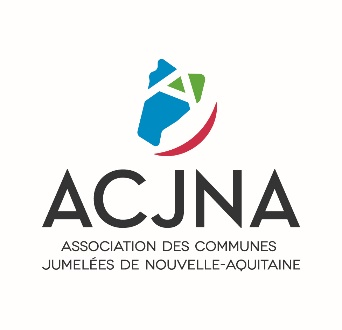 ACJNA
ASSOCIATION DES COMMUNES
JUMELÉES DE NOUVELLE-AQUITAINE